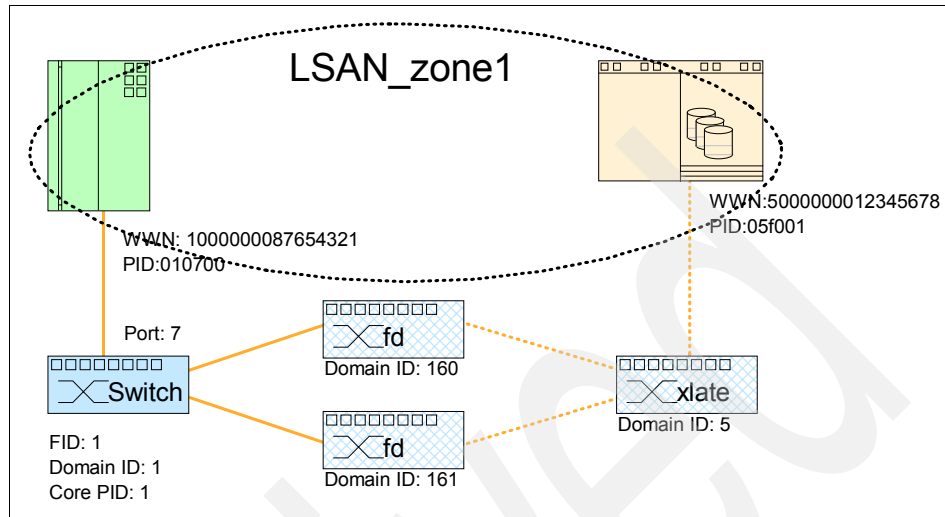 LSAN_zone1
WWN: 1000000087654321
PID:010700
WWN:5000000012345678
PID:05f001
Port: 7
Switch
FID: 1
Domain ID: 1
Core PID: 1
fd
Domain ID: 160
fd
Domain ID: 161
xlate
Domain ID: 5